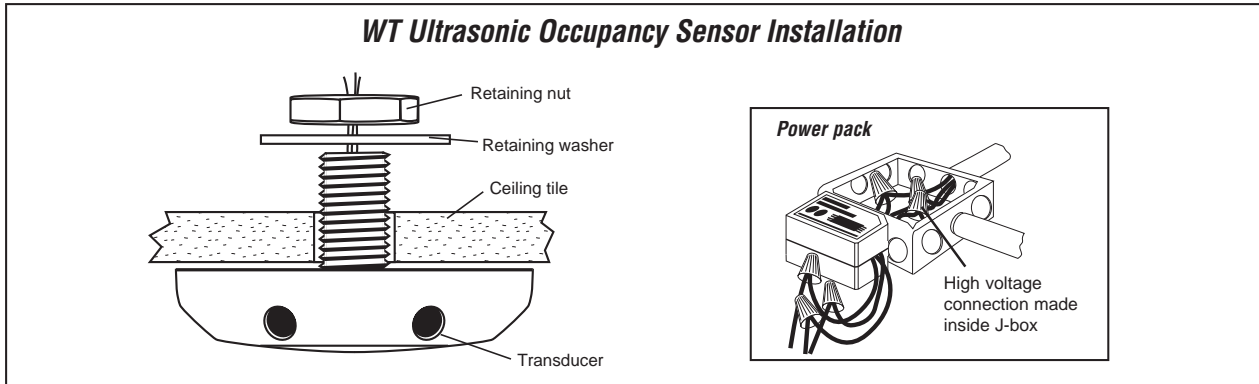 WT Ultrasonic Occupancy Sensor Installation
Retaining nut
Retaining washer
Ceiling tile
Transducer
Power pack
High voltage
connection made
inside J-box